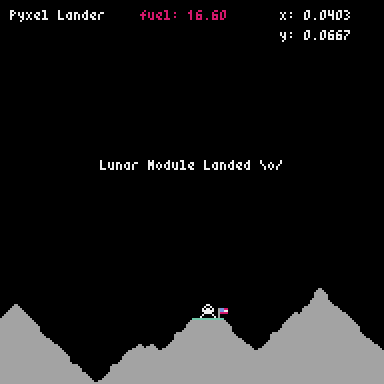 Pyxel Lander fuel: 16.60 x: 0.0403
y: 0.0667
Lunar Module Landed \o/